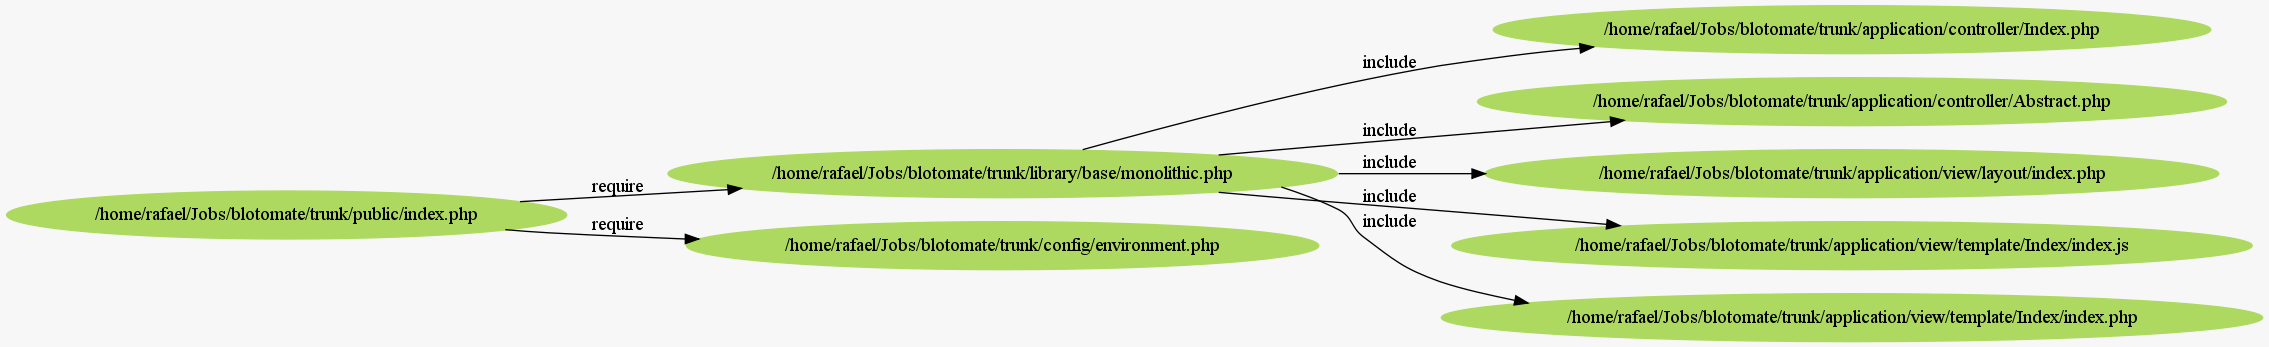 /home/rafael/Jobs/blotomate/trunk/public/index.php
require
require
/home/rafael/Jobs/blotomate/trunk/library/base/monolithic.php
/home/rafael/Jobs/blotomate/trunk/config/environment.php
include
include
include
include
include
/home/rafael/Jobs/blotomate/trunk/application/controller/Index.php
/home/rafael/Jobs/blotomate/trunk/application/controller/Abstract.php
/home/rafael/Jobs/blotomate/trunk/application/view/layout/index.php
/home/rafael/Jobs/blotomate/trunk/application/view/template/Index/index.js
/home/rafael/Jobs/blotomate/trunk/application/view/template/Index/index.php